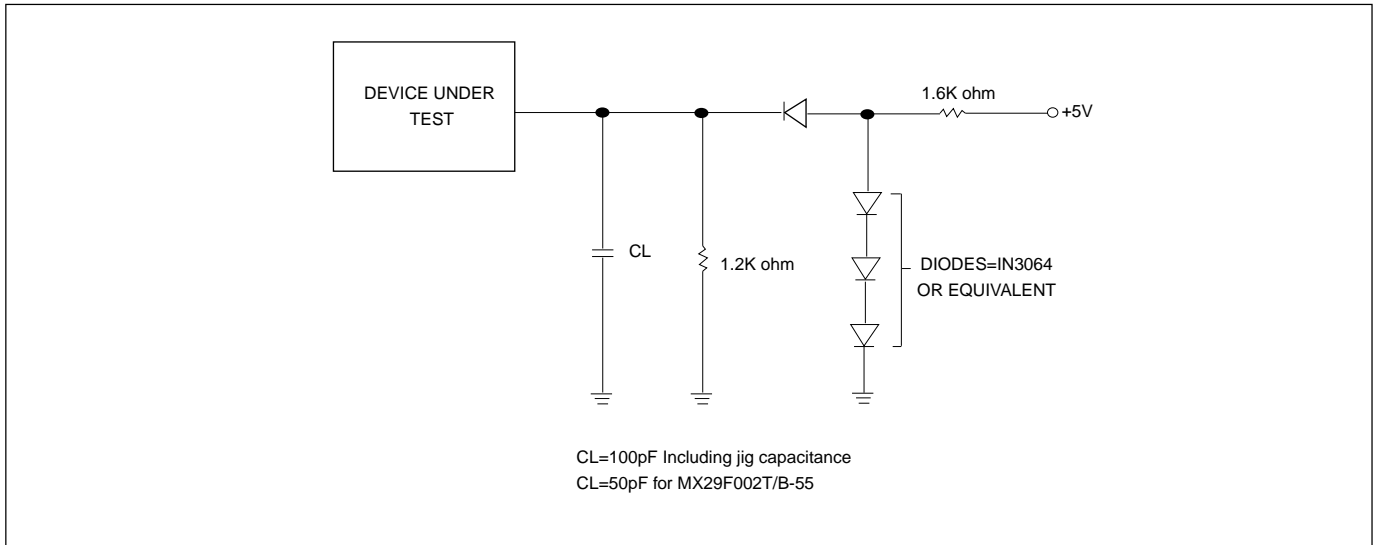 DEVICE UNDER
TEST
1.6K ohm
+5V
CL
1.2K ohm
DIODES=IN3064
OR EQUIVALENT
CL=100pF Including jig capacitance
CL=50pF for MX29F002T/B-55